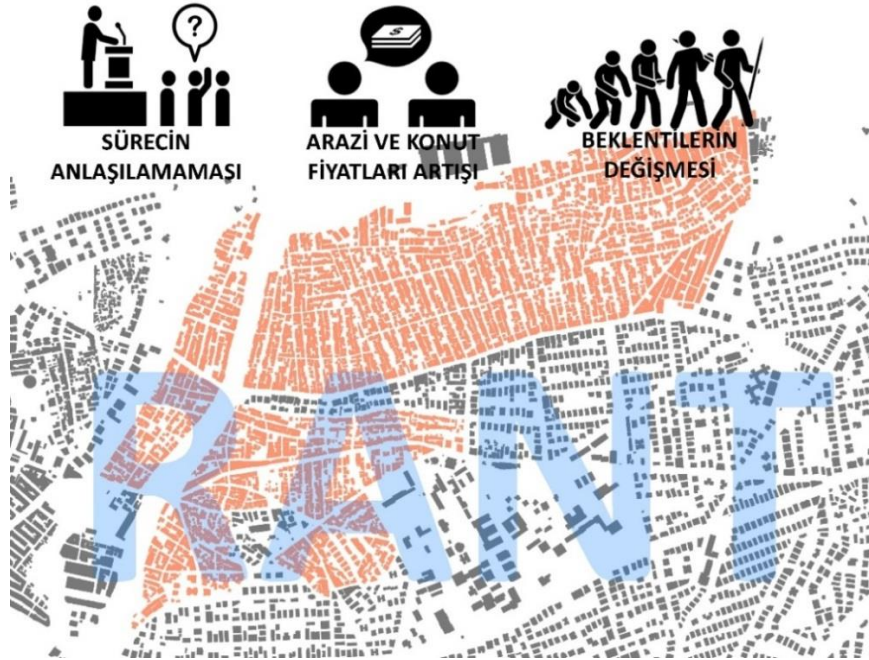 ?
$
SÜRECİN
ANLAŞILAMAMASI
ARAZİ VE KONUT
FİYATLARI ARTIŞI
BEKLENTİLERİN
DEĞİŞMESİ
RANT